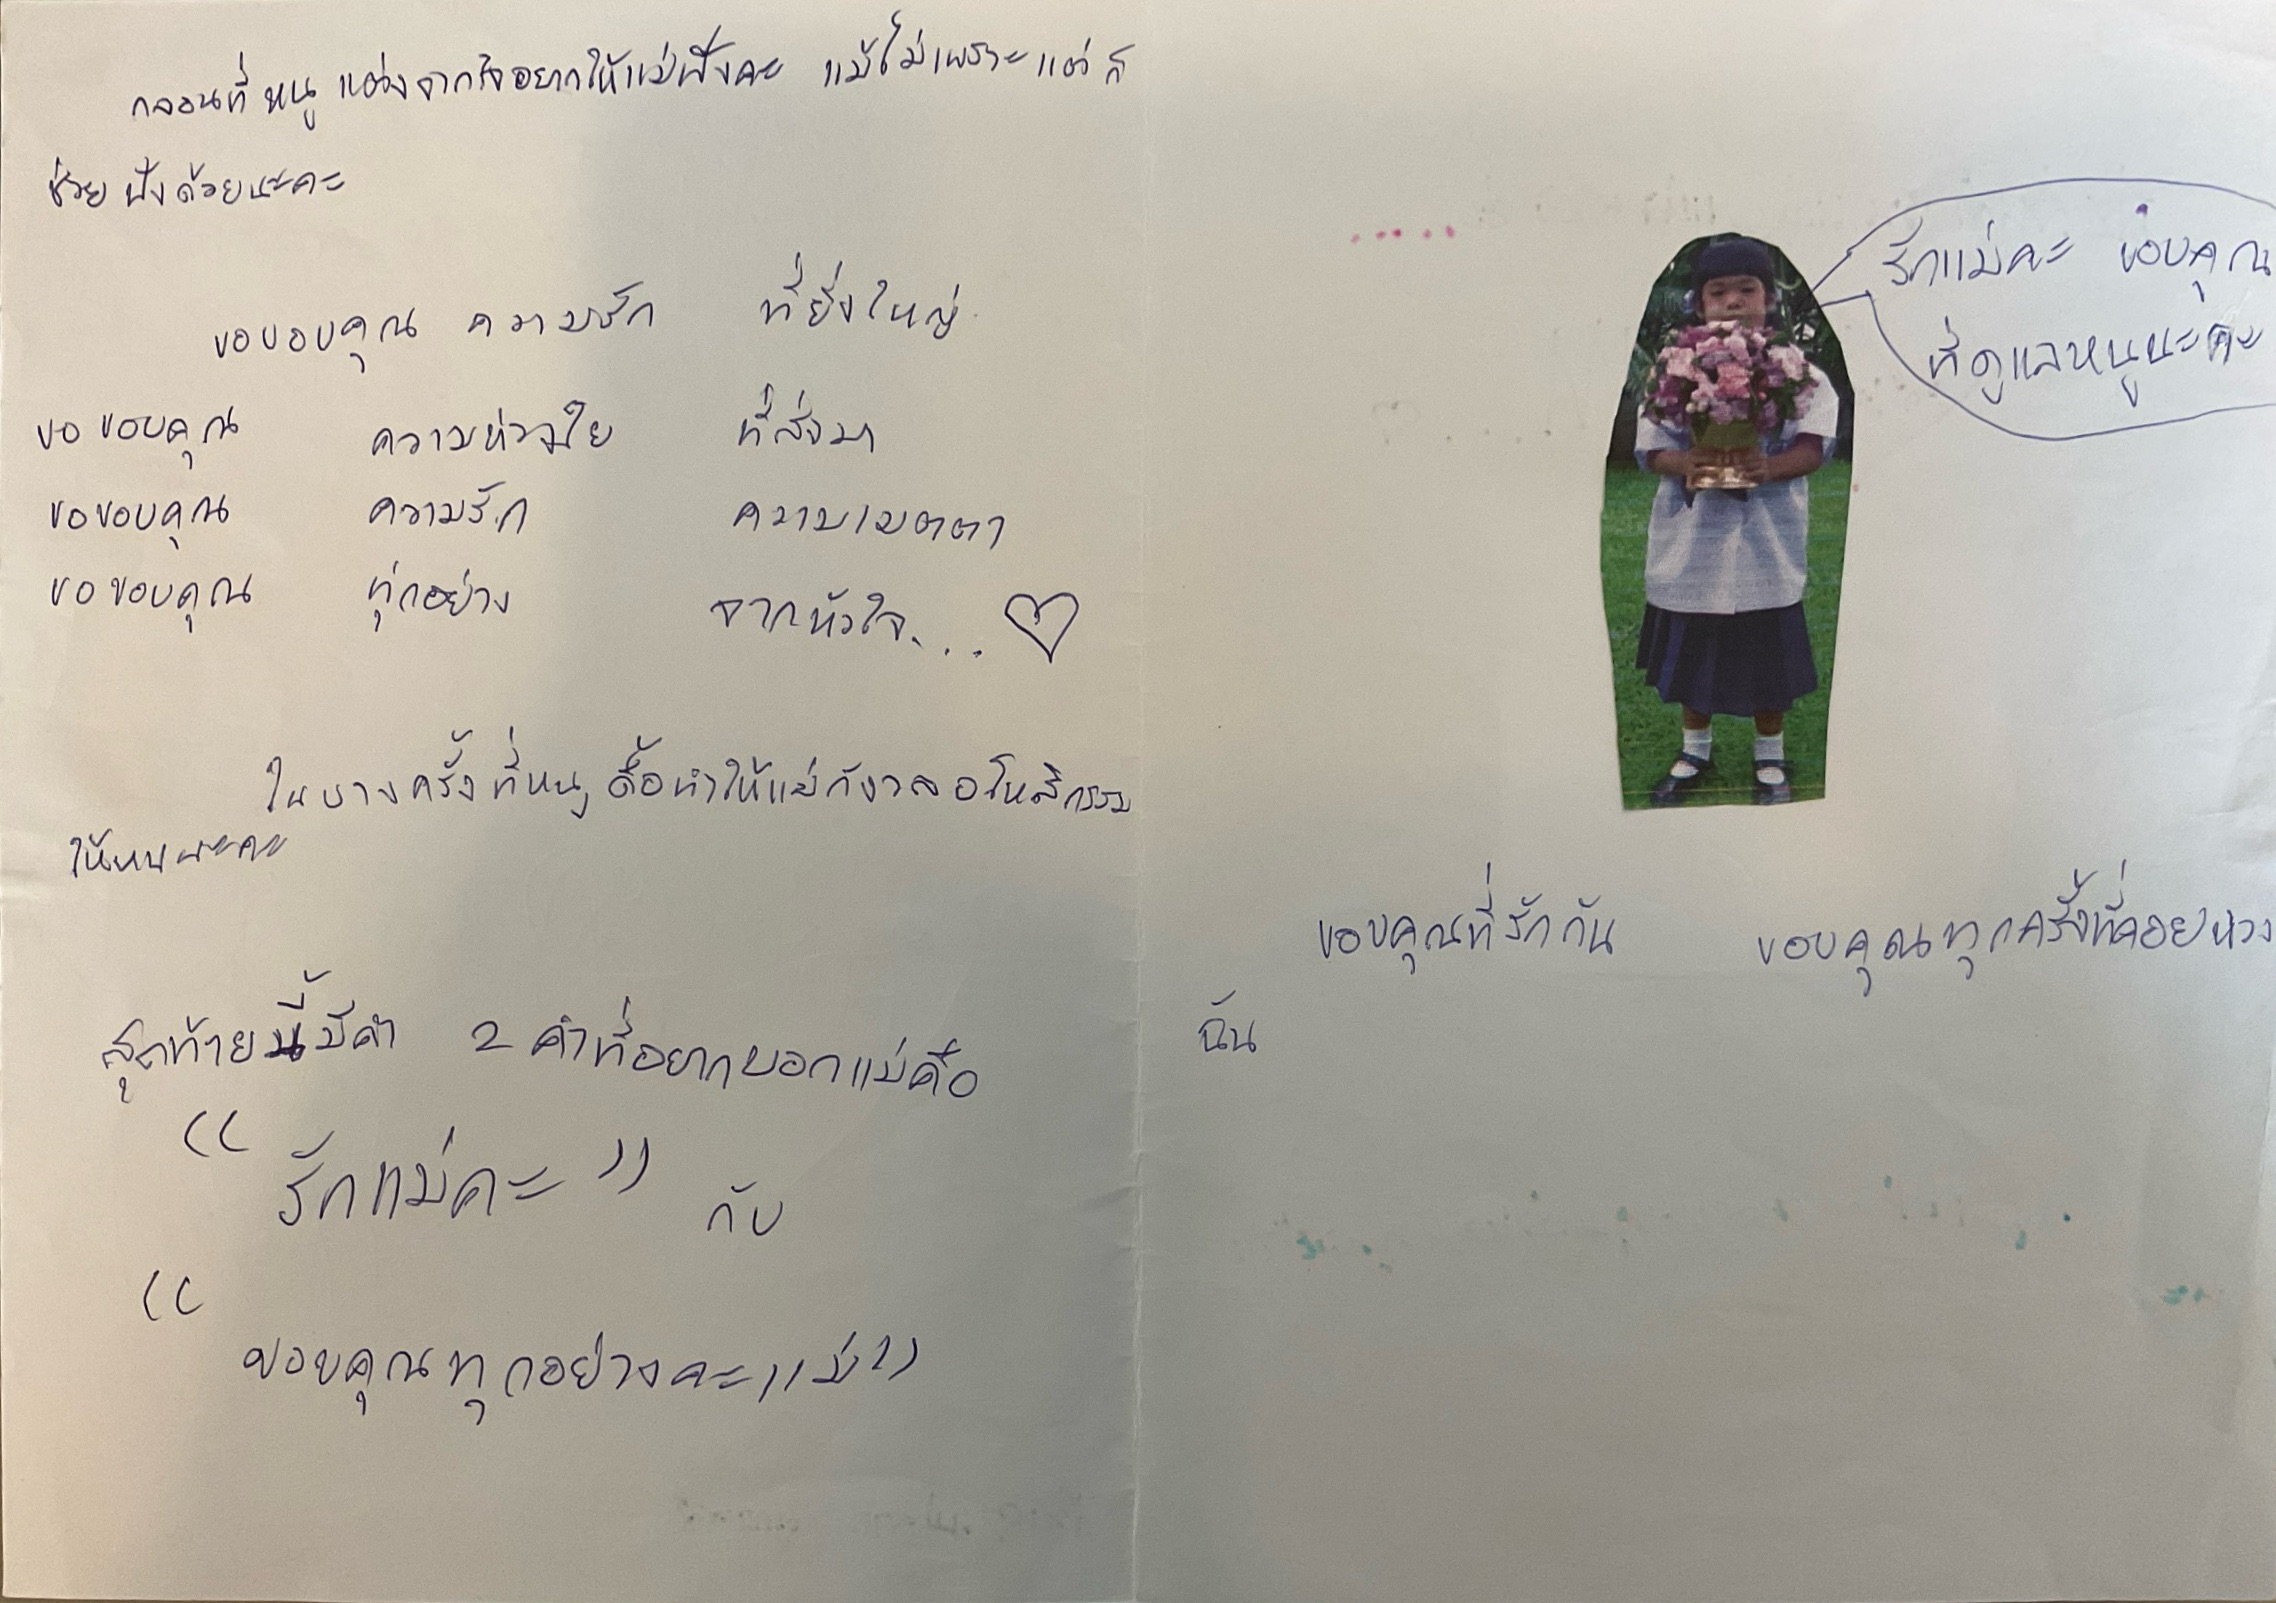 กลอนที่หนูแต่งจากใจอยากให้แม่ฟังคะ แม้ไม่เพราะแต่ก็
ช่วยฟังด้วยนะคะ
ขอขอบคุณ ความรัก ที่ยิ่งใหญ่
ขอขอบคุณ ความห่วงใย ที่ส่งมา
ขอขอบคุณ ความรัก ความเมตตา
ขอขอบคุณ ทุ่กอย่าง จากหัวใจ...
ในบางครั้งที่หนูดื้อทำให้แม่กังวลอโหสิกรรม
ให้หนูนะคะ
สุดท้ายนี้มีคำ 2 คำที่อยากบอกแม่คือ
"รักแม่คะ" กับ
"ขอบคุณทุกอย่างคะแม่"
รักแม่คะ ขอบคุณ
ที่ดูแลหนูนะคะ
ขอบคุณที่รักกัน ขอบคุณทุกครั้งที่คอยห่วง
ฉัน